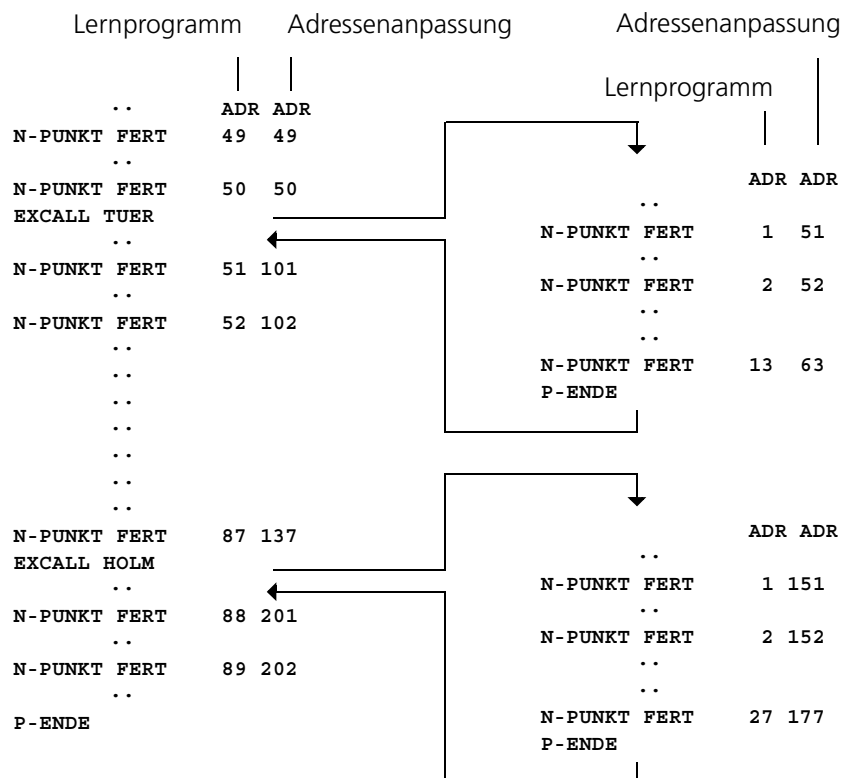 Lernprogramm Adressenanpassung
.. ADR ADR
N-PUNKT FERT 49 49
..
N-PUNKT FERT 50 50
EXCALL TUER
..
N-PUNKT FERT 51 101
..
N-PUNKT FERT 52 102
..
..
..
..
..
..
..
N-PUNKT FERT 87 137
EXCALL HOLM
..
N-PUNKT FERT 88 201
..
N-PUNKT FERT 89 202
..
P-ENDE
Adressenanpassung
Lernprogramm
ADR ADR
..
N-PUNKT FERT 1 51
..
N-PUNKT FERT 2 52
..
..
N-PUNKT FERT 13 63
P-ENDE
ADR ADR
..
N-PUNKT FERT 1 151
..
N-PUNKT FERT 2 152
..
..
N-PUNKT FERT 27 177
P-ENDE